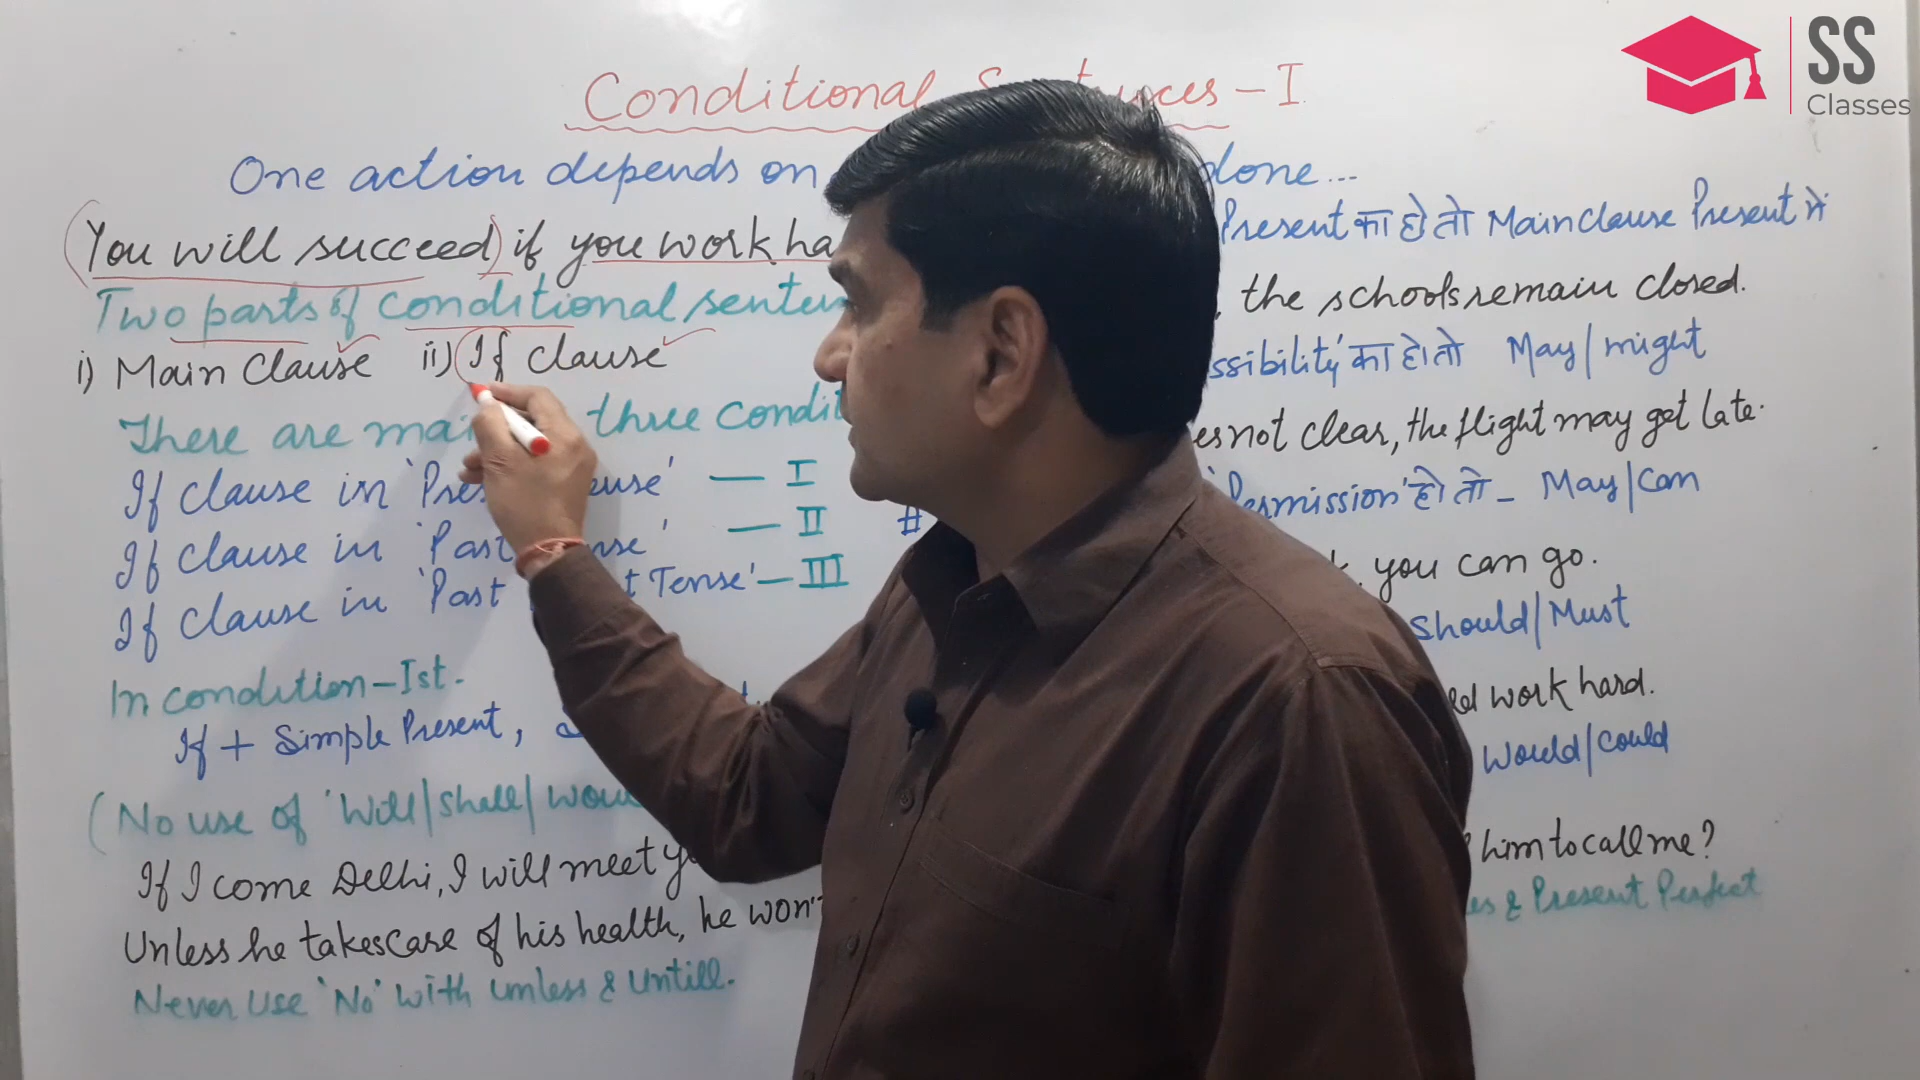 SS
Classes
Conditional Sentences - I
One action depends on done...
You will succeed if you work ha
Two parts of conditional senten
i) Main Clause ii) If clause
There are mai three condit
If clause in 'Pres ense' — I
If clause in 'Past ense' — II
If clause in 'Past t Tense' — III
In condition - Ist.
If + Simple Present,
(No use of 'Will/Shall/Wou
If I come Delhi, I will meet y
Unless he takes care of his health, he won't
Never Use 'No' with unless & Untill.
Present का हो तो Main clause Present में
, the schools remain closed.
ssibility' का हो तो May/might
es not clear, the flight may get late.
#
'Permission' हो तो - May/Can
, you can go.
Should/Must
ld work hard.
Would/could
him to call me?
es & Present Perfect